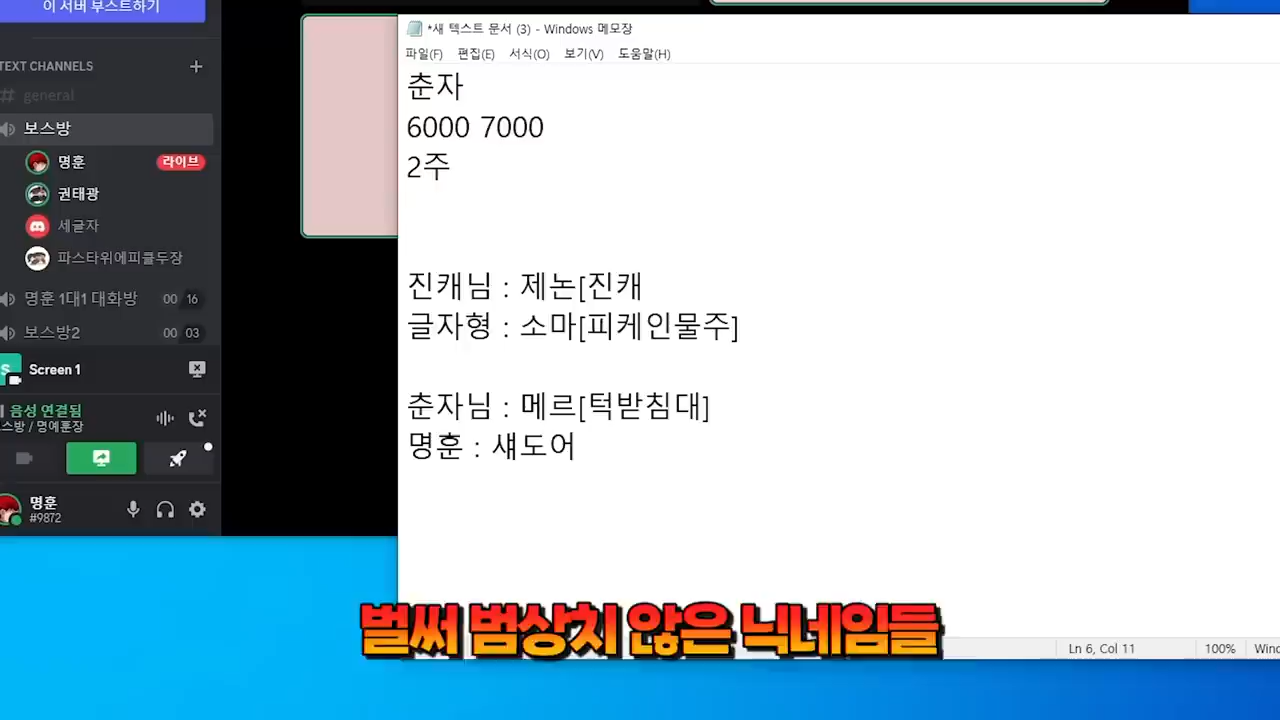 이 서버 부스트하기
TEXT CHANNELS
general
보스방
명훈
라이브
권태광
세글자
파스타위에피클두장
명훈 1대1 대화방 00 16
보스방2 00 03
Screen 1
음성 연결됨
스방 / 명예훈장
명훈
#9872
*새 텍스트 문서 (3) - Windows 메모장
파일(F) 편집(E) 서식(O) 보기(V) 도움말(H)
춘자
6000 7000
2주
진캐님 : 제논[진캐
글자형 : 소마[피케인물주]
춘자님 : 메르[턱받침대]
명훈 : 섀도어
Ln 6, Col 11 100% Wind
벌써 범상치 않은 닉네임들